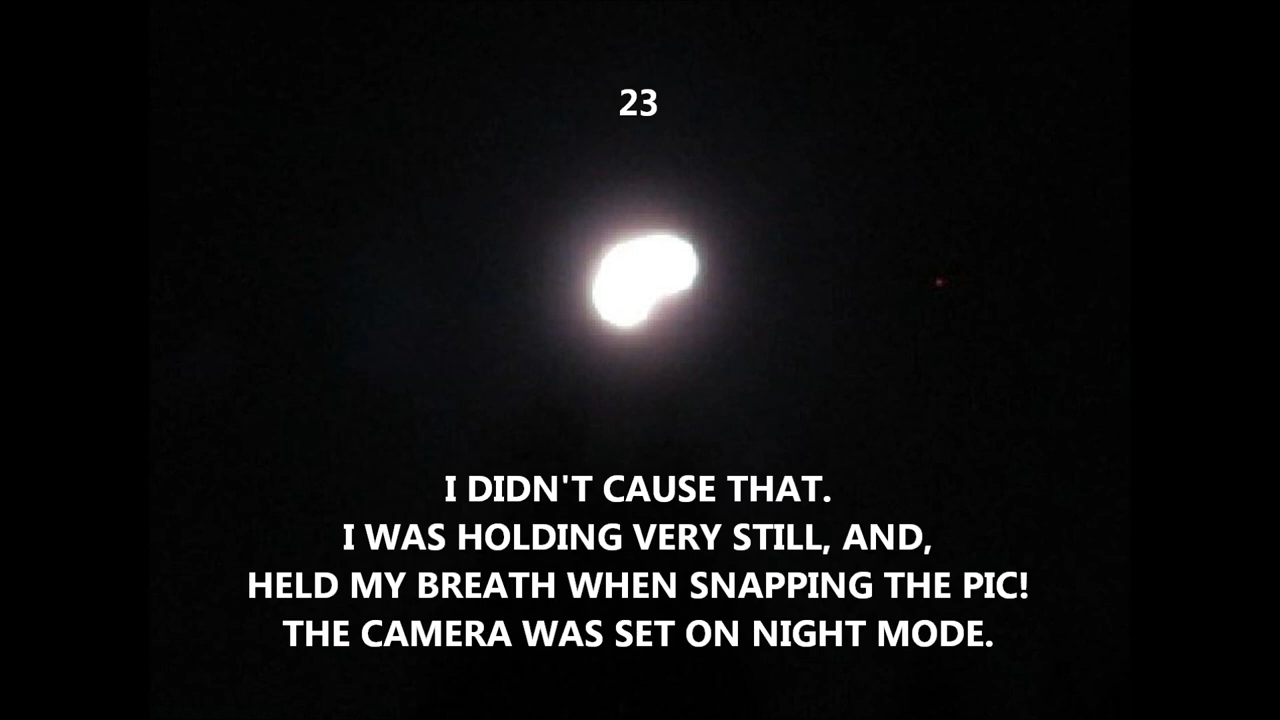 23
I DIDN'T CAUSE THAT.
I WAS HOLDING VERY STILL, AND,
HELD MY BREATH WHEN SNAPPING THE PIC!
THE CAMERA WAS SET ON NIGHT MODE.